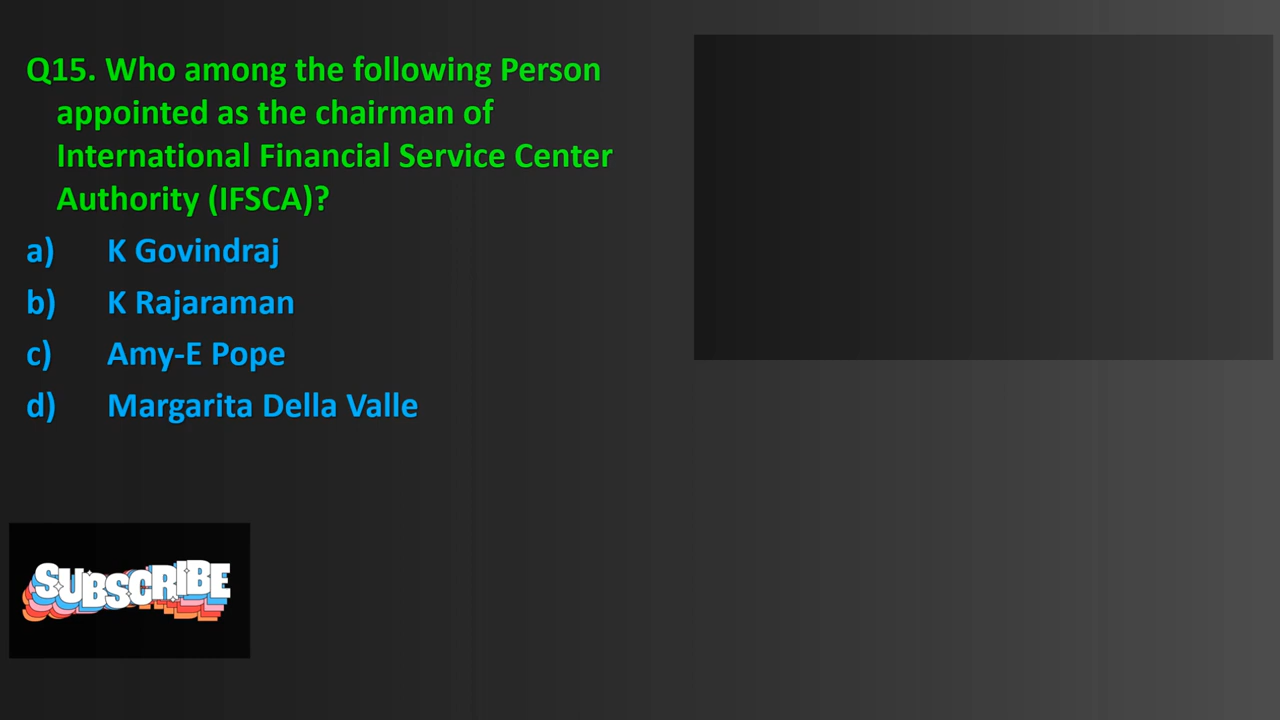 Q15. Who among the following Person
appointed as the chairman of
International Financial Service Center
Authority (IFSCA)?
a) K Govindraj
b) K Rajaraman
c) Amy-E Pope
d) Margarita Della Valle
SUBSCRIBE